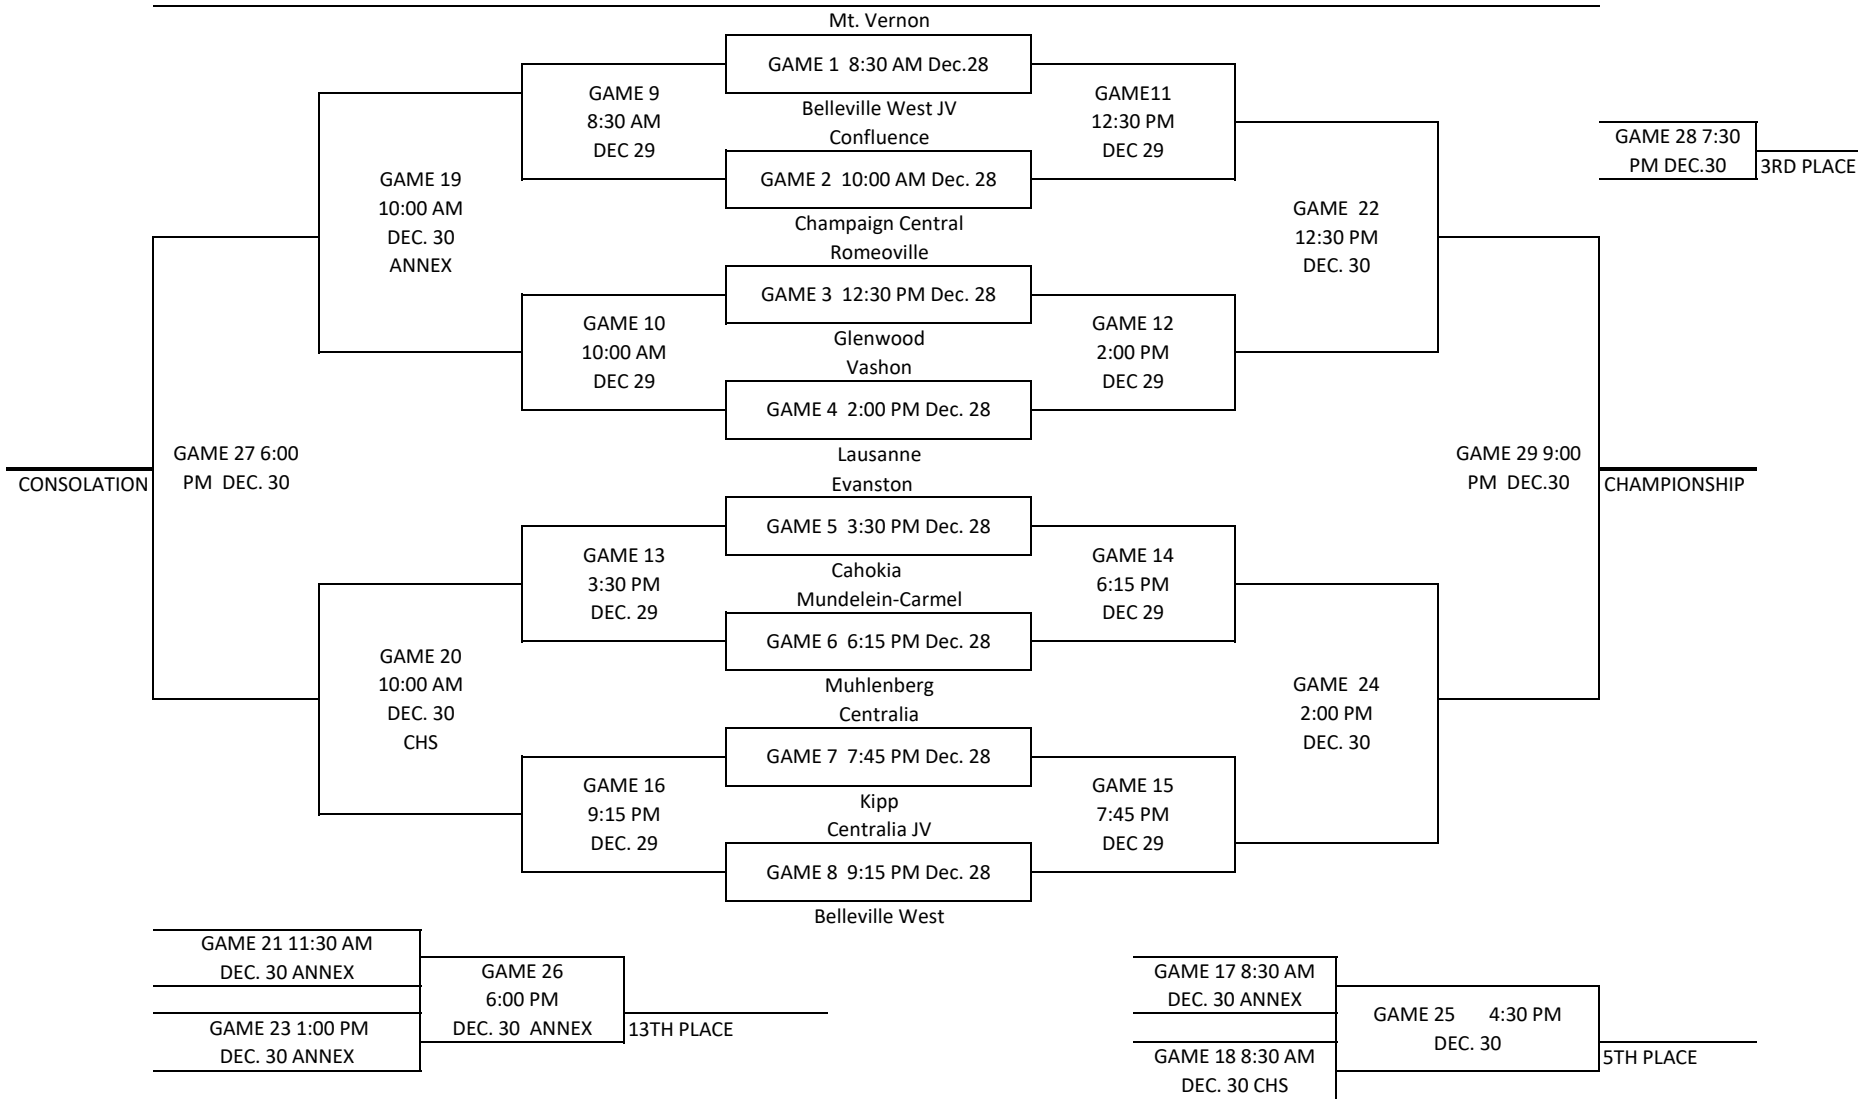 Mt. Vernon
GAME 1  8:30 AM Dec.28
Belleville West JV
Confluence
GAME 2  10:00 AM Dec. 28
Champaign Central
Romeoville
GAME 3  12:30 PM Dec. 28
Glenwood
Vashon
GAME 4  2:00 PM Dec. 28
Lausanne
Evanston
GAME 5  3:30 PM Dec. 28
Cahokia
Mundelein-Carmel
GAME 6  6:15 PM Dec. 28
Muhlenberg
Centralia
GAME 7  7:45 PM Dec. 28
Kipp
Centralia JV
GAME 8  9:15 PM Dec. 28
Belleville West
GAME 9
8:30 AM
DEC 29
GAME 10
10:00 AM
DEC 29
GAME 13
3:30 PM
DEC. 29
GAME 16
9:15 PM
DEC. 29
GAME 19
10:00 AM
DEC. 30
ANNEX
GAME 20
10:00 AM
DEC. 30
CHS
GAME 27 6:00
PM  DEC. 30
CONSOLATION
GAME11
12:30 PM
DEC 29
GAME 12
2:00 PM
DEC 29
GAME 14
6:15 PM
DEC 29
GAME 15
7:45 PM
DEC 29
GAME  22
12:30 PM
DEC. 30
GAME  24
2:00 PM
DEC. 30
GAME 29 9:00
PM  DEC.30
CHAMPIONSHIP
GAME 28 7:30
PM DEC.30
3RD PLACE
GAME 21 11:30 AM
DEC. 30 ANNEX
GAME 23 1:00 PM
DEC. 30 ANNEX
GAME 26
6:00 PM
DEC. 30  ANNEX
13TH PLACE
GAME 17 8:30 AM
DEC. 30 ANNEX
GAME 18 8:30 AM
DEC. 30 CHS
GAME 25 4:30 PM
DEC. 30
5TH PLACE